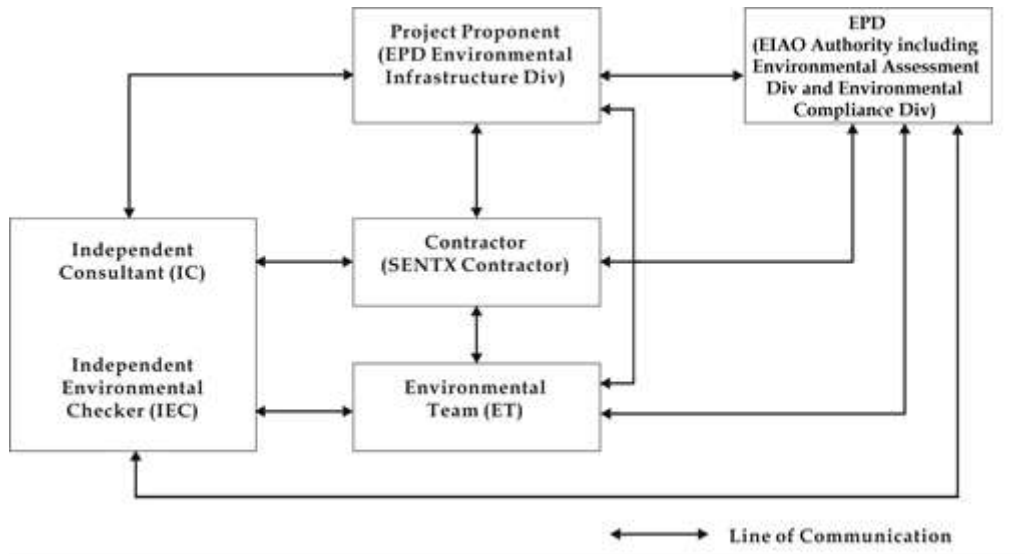 Project Proponent
(EPD Environmental
Infrastructure Div)
EPD
(EIAO Authority including
Environmental Assessment
Div and Environmental
Compliance Div)
Independent
Consultant (IC)
Contractor
(SENTX Contractor)
Independent
Environmental
Checker (IEC)
Environmental
Team (ET)
Line of Communication